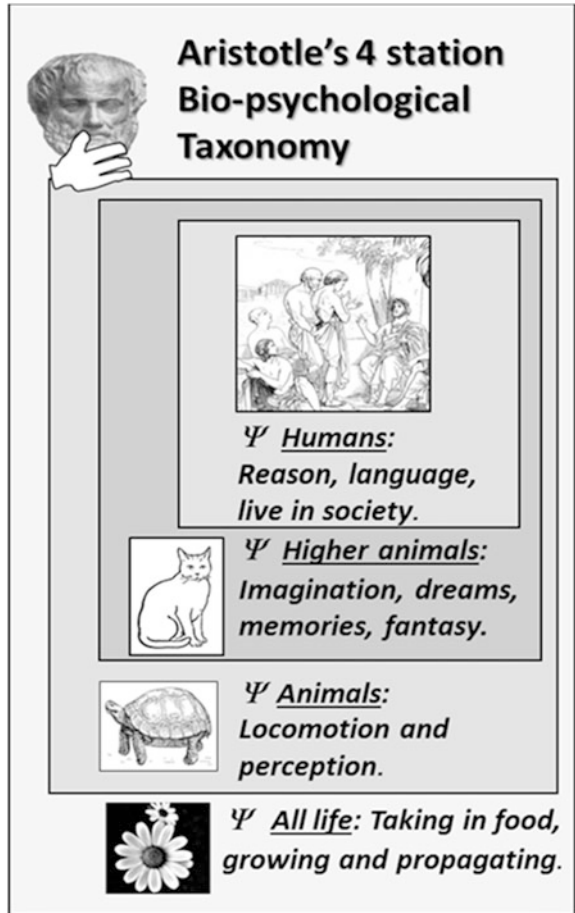 Aristotle's 4 station
Bio-psychological
Taxonomy
Ψ Humans:
Reason, language,
live in society.
Ψ Higher animals:
Imagination, dreams,
memories, fantasy.
Ψ Animals:
Locomotion and
perception.
Ψ All life: Taking in food,
growing and propagating.